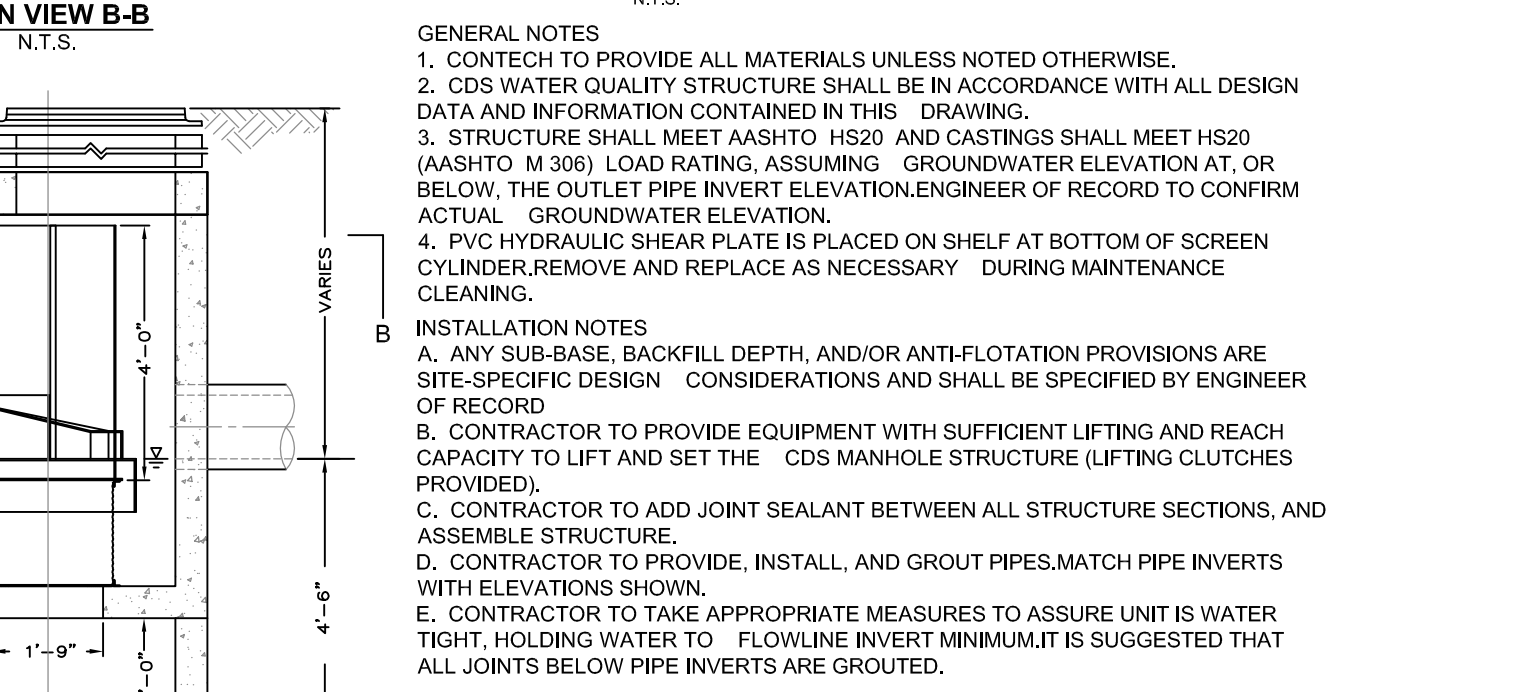 N VIEW B-B
N.T.S.
N.T.S.
VARIES
4'-0"
B
4'-6"
1'-9"
'-0"
GENERAL NOTES
1. CONTECH TO PROVIDE ALL MATERIALS UNLESS NOTED OTHERWISE.
2. CDS WATER QUALITY STRUCTURE SHALL BE IN ACCORDANCE WITH ALL DESIGN
DATA AND INFORMATION CONTAINED IN THIS DRAWING.
3. STRUCTURE SHALL MEET AASHTO HS20 AND CASTINGS SHALL MEET HS20
(AASHTO M 306) LOAD RATING, ASSUMING GROUNDWATER ELEVATION AT, OR
BELOW, THE OUTLET PIPE INVERT ELEVATION.ENGINEER OF RECORD TO CONFIRM
ACTUAL GROUNDWATER ELEVATION.
4. PVC HYDRAULIC SHEAR PLATE IS PLACED ON SHELF AT BOTTOM OF SCREEN
CYLINDER.REMOVE AND REPLACE AS NECESSARY DURING MAINTENANCE
CLEANING.
INSTALLATION NOTES
A. ANY SUB-BASE, BACKFILL DEPTH, AND/OR ANTI-FLOTATION PROVISIONS ARE
SITE-SPECIFIC DESIGN CONSIDERATIONS AND SHALL BE SPECIFIED BY ENGINEER
OF RECORD
B. CONTRACTOR TO PROVIDE EQUIPMENT WITH SUFFICIENT LIFTING AND REACH
CAPACITY TO LIFT AND SET THE CDS MANHOLE STRUCTURE (LIFTING CLUTCHES
PROVIDED).
C. CONTRACTOR TO ADD JOINT SEALANT BETWEEN ALL STRUCTURE SECTIONS, AND
ASSEMBLE STRUCTURE.
D. CONTRACTOR TO PROVIDE, INSTALL, AND GROUT PIPES.MATCH PIPE INVERTS
WITH ELEVATIONS SHOWN.
E. CONTRACTOR TO TAKE APPROPRIATE MEASURES TO ASSURE UNIT IS WATER
TIGHT, HOLDING WATER TO FLOWLINE INVERT MINIMUM.IT IS SUGGESTED THAT
ALL JOINTS BELOW PIPE INVERTS ARE GROUTED.